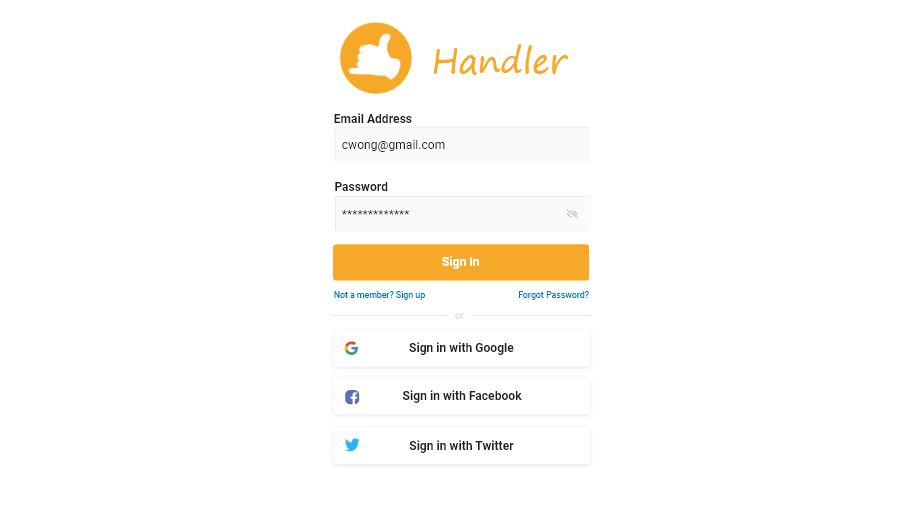 Handler
Email Address
cwong@gmail.com
Password
*************
Sign In
Not a member? Sign up
Forgot Password?
or
Sign in with Google
Sign in with Facebook
Sign in with Twitter